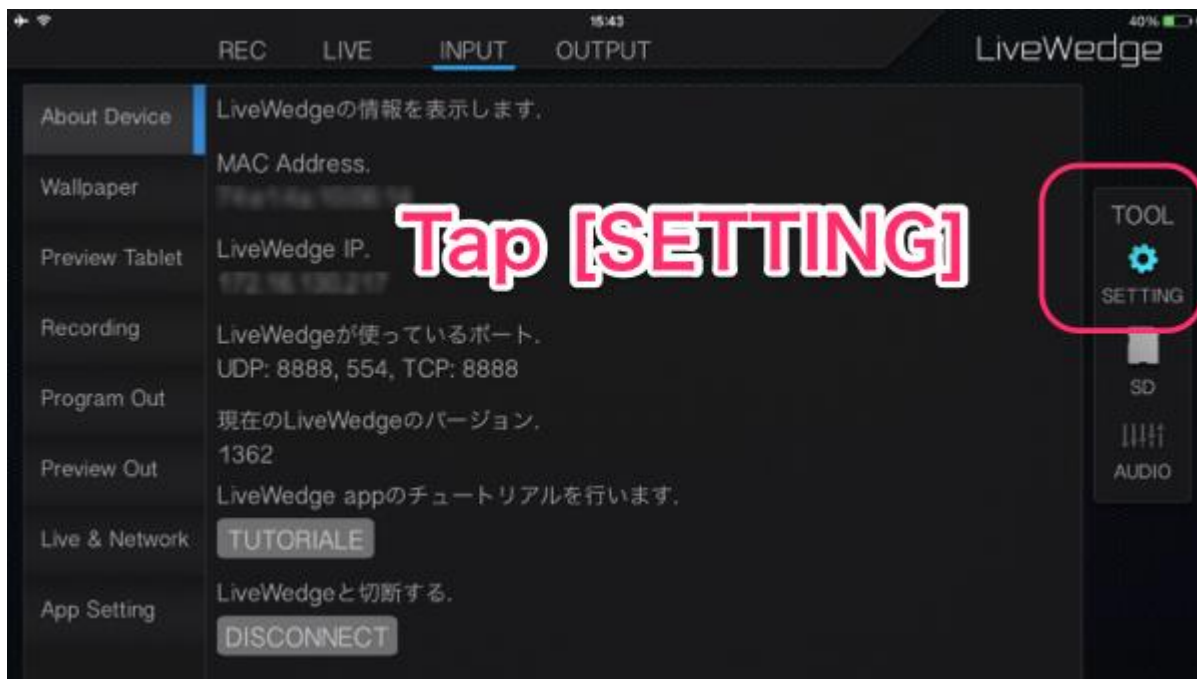 15:43
40%
REC LIVE INPUT OUTPUT
LiveWedge
About Device
Wallpaper
Preview Tablet
Recording
Program Out
Preview Out
Live & Network
App Setting
LiveWedgeの情報を表示します.
MAC Address.
LiveWedge IP.
LiveWedgeが使っているポート.
UDP: 8888, 554, TCP: 8888
現在のLiveWedgeのバージョン.
1362
LiveWedge appのチュートリアルを行います.
TUTORIALE
LiveWedgeと切断する.
DISCONNECT
Tap [SETTING]
TOOL
SETTING
SD
AUDIO